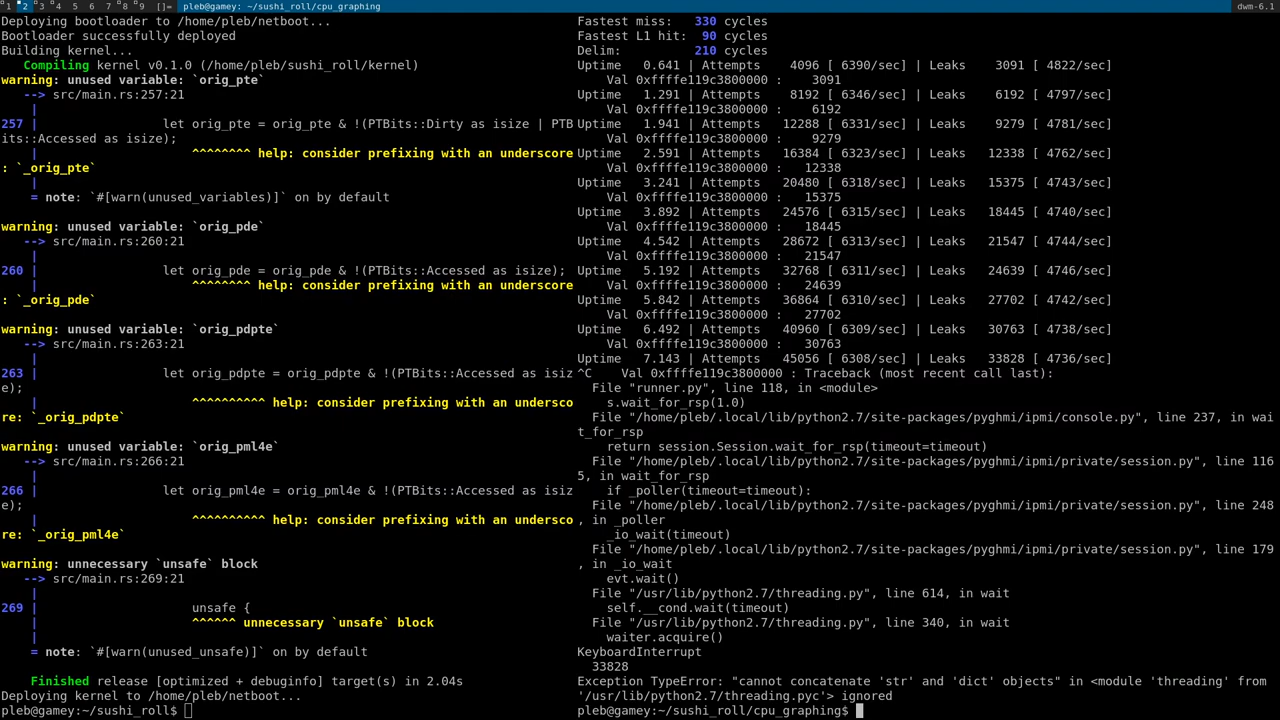 1 2 3 4 5 6 7 8 9 []= pleb@gamey: ~/sushi_roll/cpu_graphing dwm-6.1
Deploying bootloader to /home/pleb/netboot...
Bootloader successfully deployed
Building kernel...
   Compiling kernel v0.1.0 (/home/pleb/sushi_roll/kernel)
warning: unused variable: `orig_pte`
   --> src/main.rs:257:21
    |
257 |                 let orig_pte = orig_pte & !(PTBits::Dirty as isize | PTB
its::Accessed as isize);
    |                     ^^^^^^^^ help: consider prefixing with an underscore
: `_orig_pte`
    |
    = note: `#[warn(unused_variables)]` on by default
warning: unused variable: `orig_pde`
   --> src/main.rs:260:21
    |
260 |                 let orig_pde = orig_pde & !(PTBits::Accessed as isize);
    |                     ^^^^^^^^ help: consider prefixing with an underscore
: `_orig_pde`
warning: unused variable: `orig_pdpte`
   --> src/main.rs:263:21
    |
263 |                 let orig_pdpte = orig_pdpte & !(PTBits::Accessed as isiz
e);
    |                     ^^^^^^^^^^ help: consider prefixing with an undersco
re: `_orig_pdpte`
warning: unused variable: `orig_pml4e`
   --> src/main.rs:266:21
    |
266 |                 let orig_pml4e = orig_pml4e & !(PTBits::Accessed as isiz
e);
    |                     ^^^^^^^^^^ help: consider prefixing with an undersco
re: `_orig_pml4e`
warning: unnecessary `unsafe` block
   --> src/main.rs:269:21
    |
269 |                     unsafe {
    |                     ^^^^^^ unnecessary `unsafe` block
    |
    = note: `#[warn(unused_unsafe)]` on by default
    Finished release [optimized + debuginfo] target(s) in 2.04s
Deploying kernel to /home/pleb/netboot...
pleb@gamey:~/sushi_roll$
Fastest miss:   330 cycles
Fastest L1 hit:  90 cycles
Delim:          210 cycles
Uptime   0.641 | Attempts    4096 [ 6390/sec] | Leaks    3091 [ 4822/sec]
    Val 0xffffe119c3800000 :    3091
Uptime   1.291 | Attempts    8192 [ 6346/sec] | Leaks    6192 [ 4797/sec]
    Val 0xffffe119c3800000 :    6192
Uptime   1.941 | Attempts   12288 [ 6331/sec] | Leaks    9279 [ 4781/sec]
    Val 0xffffe119c3800000 :    9279
Uptime   2.591 | Attempts   16384 [ 6323/sec] | Leaks   12338 [ 4762/sec]
    Val 0xffffe119c3800000 :   12338
Uptime   3.241 | Attempts   20480 [ 6318/sec] | Leaks   15375 [ 4743/sec]
    Val 0xffffe119c3800000 :   15375
Uptime   3.892 | Attempts   24576 [ 6315/sec] | Leaks   18445 [ 4740/sec]
    Val 0xffffe119c3800000 :   18445
Uptime   4.542 | Attempts   28672 [ 6313/sec] | Leaks   21547 [ 4744/sec]
    Val 0xffffe119c3800000 :   21547
Uptime   5.192 | Attempts   32768 [ 6311/sec] | Leaks   24639 [ 4746/sec]
    Val 0xffffe119c3800000 :   24639
Uptime   5.842 | Attempts   36864 [ 6310/sec] | Leaks   27702 [ 4742/sec]
    Val 0xffffe119c3800000 :   27702
Uptime   6.492 | Attempts   40960 [ 6309/sec] | Leaks   30763 [ 4738/sec]
    Val 0xffffe119c3800000 :   30763
Uptime   7.143 | Attempts   45056 [ 6308/sec] | Leaks   33828 [ 4736/sec]
^C    Val 0xffffe119c3800000 : Traceback (most recent call last):
  File "runner.py", line 118, in <module>
    s.wait_for_rsp(1.0)
  File "/home/pleb/.local/lib/python2.7/site-packages/pyghmi/ipmi/console.py", line 237, in wai
t_for_rsp
    return session.Session.wait_for_rsp(timeout=timeout)
  File "/home/pleb/.local/lib/python2.7/site-packages/pyghmi/ipmi/private/session.py", line 116
5, in wait_for_rsp
    if _poller(timeout=timeout):
  File "/home/pleb/.local/lib/python2.7/site-packages/pyghmi/ipmi/private/session.py", line 248
, in _poller
    _io_wait(timeout)
  File "/home/pleb/.local/lib/python2.7/site-packages/pyghmi/ipmi/private/session.py", line 179
, in _io_wait
    evt.wait()
  File "/usr/lib/python2.7/threading.py", line 614, in wait
    self.__cond.wait(timeout)
  File "/usr/lib/python2.7/threading.py", line 340, in wait
    waiter.acquire()
KeyboardInterrupt
  33828
Exception TypeError: "cannot concatenate 'str' and 'dict' objects" in <module 'threading' from
'/usr/lib/python2.7/threading.pyc'> ignored
pleb@gamey:~/sushi_roll/cpu_graphing$